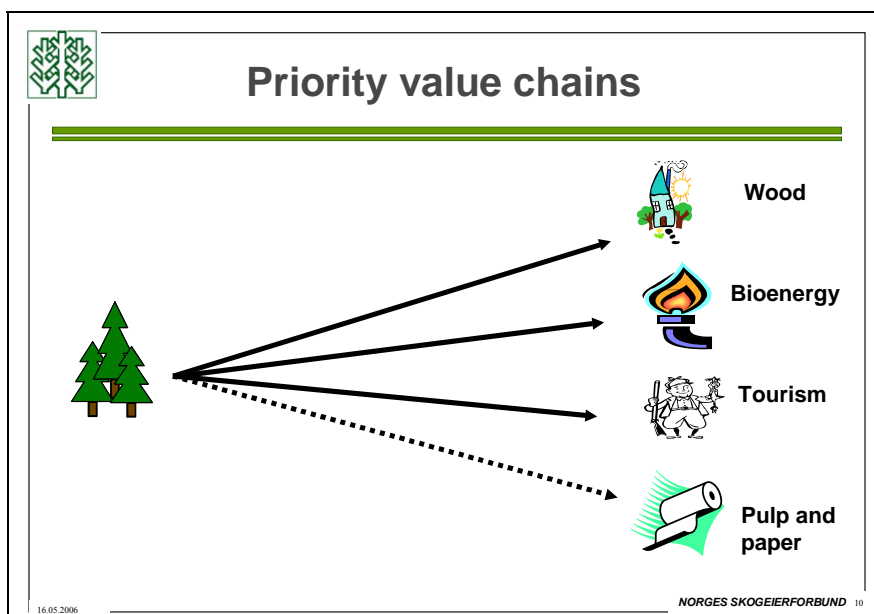 Priority value chains
Wood
Bioenergy
Tourism
Pulp and
paper
16.05.2006
NORGES SKOGEIERFORBUND 10